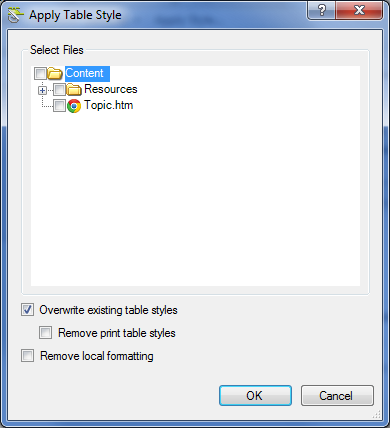 Apply Table Style
Select Files
Content
Resources
Topic.htm
Overwrite existing table styles
Remove print table styles
Remove local formatting
OK
Cancel